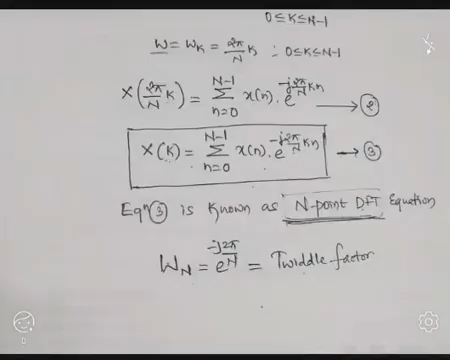 0≤K≤N-1
W = W_K = 2π/N K : 0≤K≤N-1
X(2π/N K) = Σ_{n=0}^{N-1} x(n). e^{-j2π/N Kn} → ②
X(K) = Σ_{n=0}^{N-1} x(n). e^{-j2π/N Kn} → ③
Eqⁿ ③ is known as N-point DFT Equation
W_N = e^{-j2π/N} = Twiddle factor